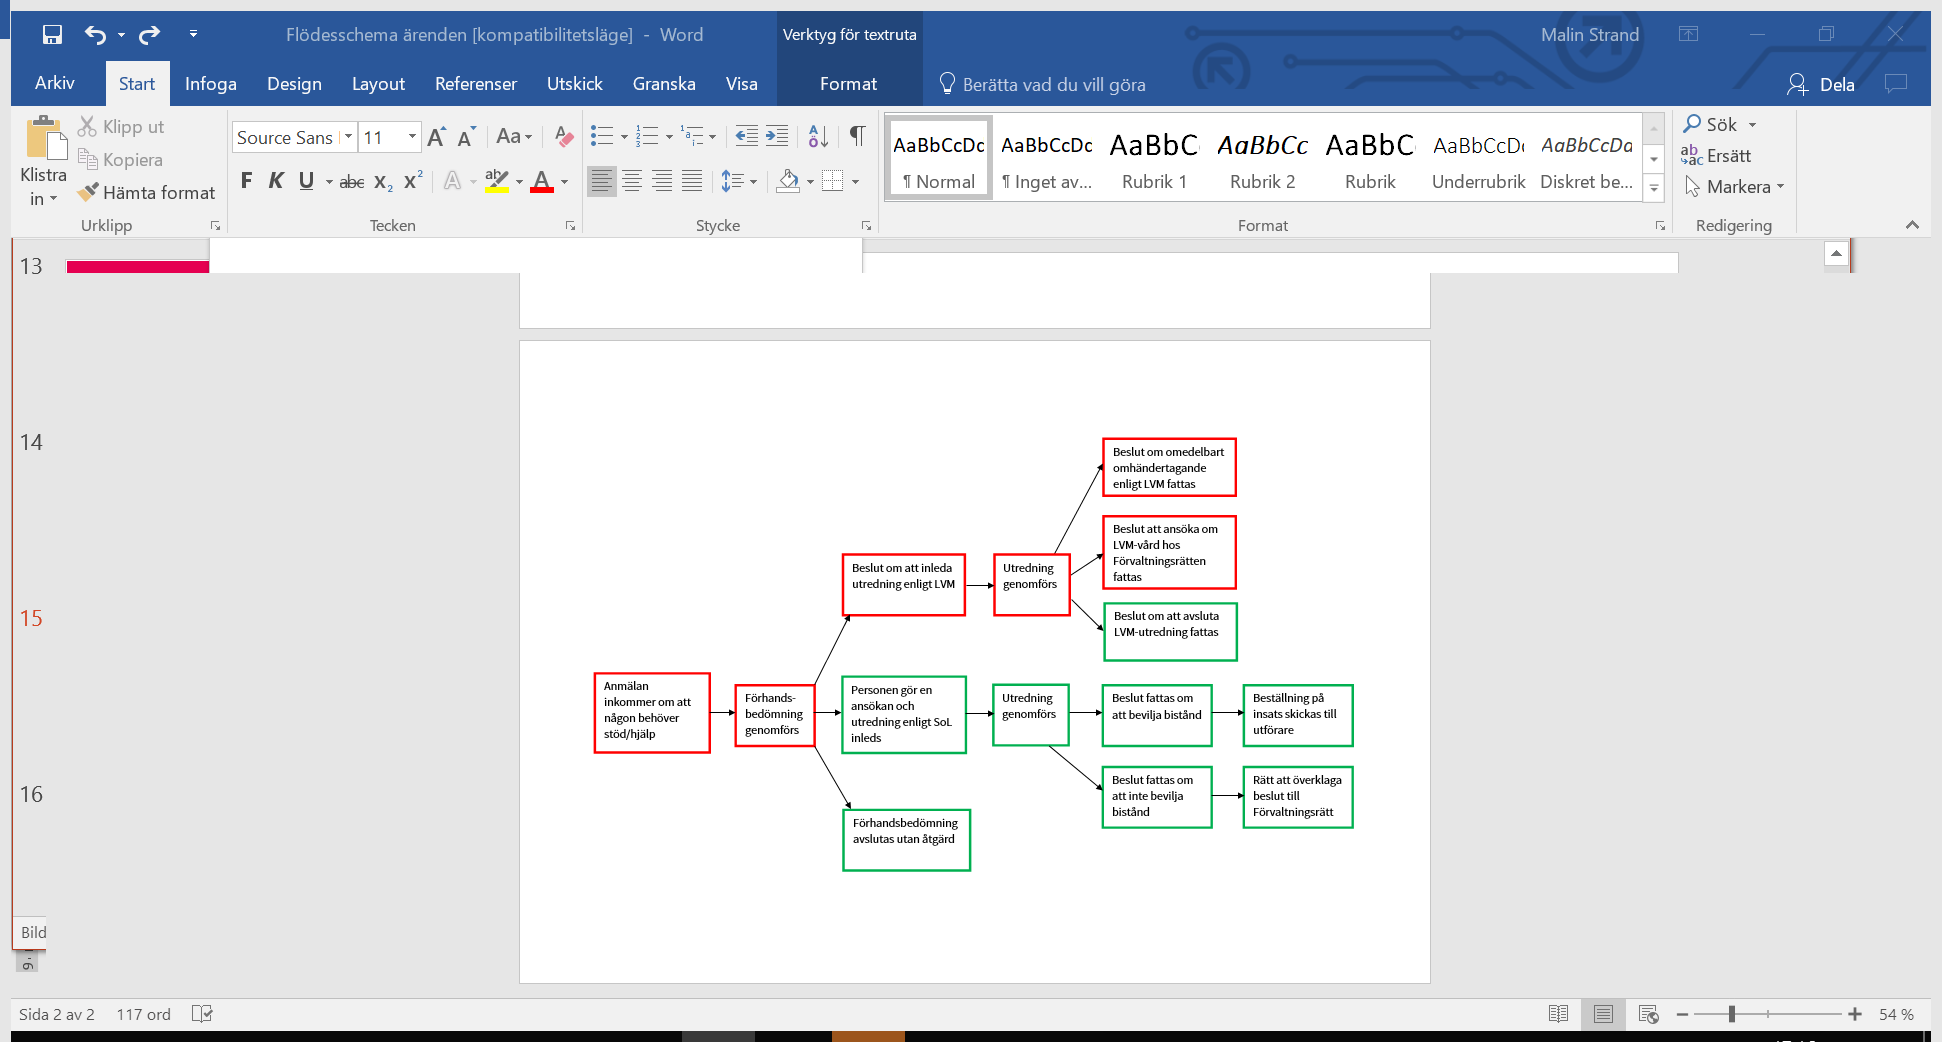 Flödesschema ärenden [kompatibilitetsläge] - Word
Verktyg för textruta
Malin Strand
Arkiv
Start
Infoga
Design
Layout
Referenser
Utskick
Granska
Visa
Format
Berätta vad du vill göra
Dela
Klistra
in
Klipp ut
Kopiera
Hämta format
Urklipp
Source Sans
11
Aa
F K U abc X2 X2
A
ab
A
Tecken
Stycke
AaBbCcDc
¶ Normal
AaBbCcDc
¶ Inget av...
AaBbC
Rubrik 1
AaBbCc
Rubrik 2
AaBbC
Rubrik
AaBbCcD
Underrubrik
AaBbCcDa
Diskret be...
Format
Sök
Ersätt
Markera
Redigering
13
14
15
16
Bild
9
Anmälan
inkommer om att
någon behöver
stöd/hjälp
Förhands-
bedömning
genomförs
Beslut om att inleda
utredning enligt LVM
Utredning
genomförs
Beslut om omedelbart
omhändertagande
enligt LVM fattas
Beslut att ansöka om
LVM-vård hos
Förvaltningsrätten
fattas
Beslut om att avsluta
LVM-utredning fattas
Personen gör en
ansökan och
utredning enligt SoL
inleds
Utredning
genomförs
Beslut fattas om
att bevilja bistånd
Beställning på
insats skickas till
utförare
Beslut fattas om
att inte bevilja
bistånd
Rätt att överklaga
beslut till
Förvaltningsrätt
Förhandsbedömning
avslutas utan åtgärd
Sida 2 av 2
117 ord
54 %